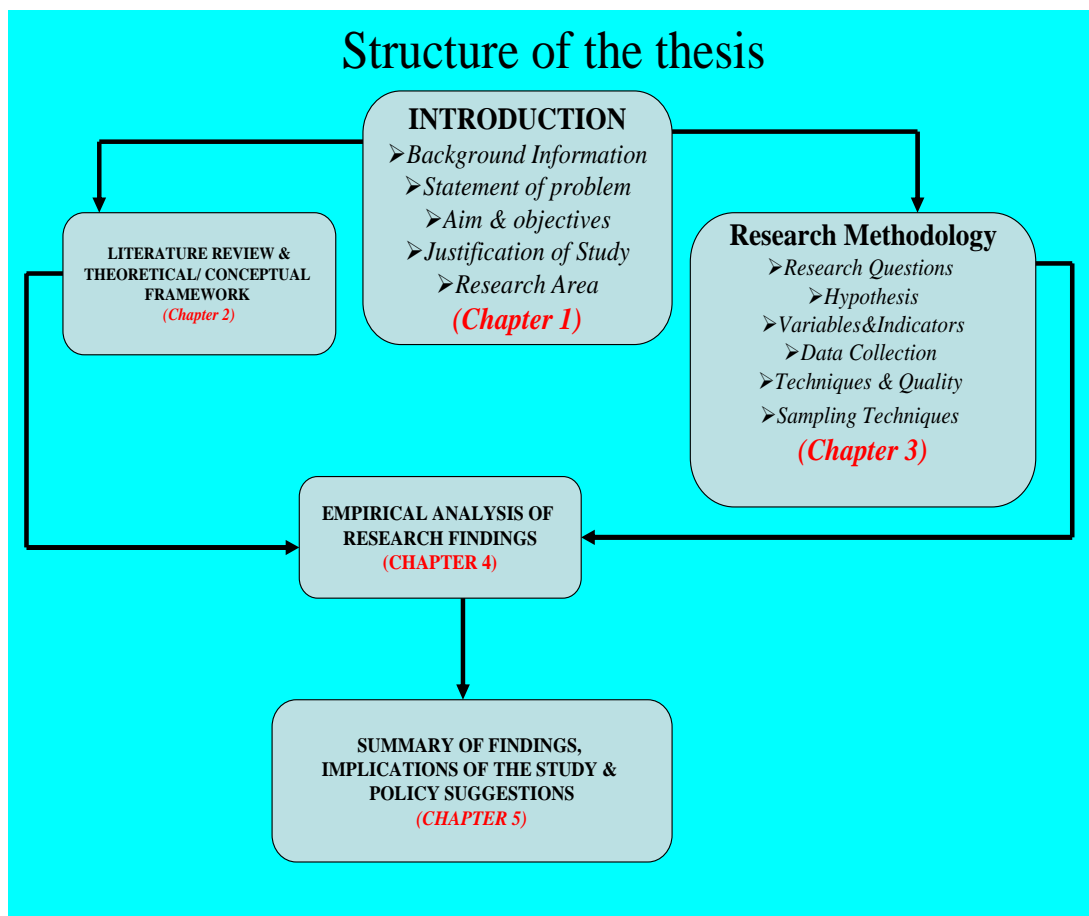 Structure of the thesis
INTRODUCTION
➢Background Information
➢Statement of problem
➢Aim & objectives
➢Justification of Study
➢Research Area
(Chapter 1)
LITERATURE REVIEW &
THEORETICAL/ CONCEPTUAL
FRAMEWORK
(Chapter 2)
Research Methodology
➢Research Questions
➢Hypothesis
➢Variables&Indicators
➢Data Collection
➢Techniques & Quality
➢Sampling Techniques
(Chapter 3)
EMPIRICAL ANALYSIS OF
RESEARCH FINDINGS
(CHAPTER 4)
SUMMARY OF FINDINGS,
IMPLICATIONS OF THE STUDY &
POLICY SUGGESTIONS
(CHAPTER 5)